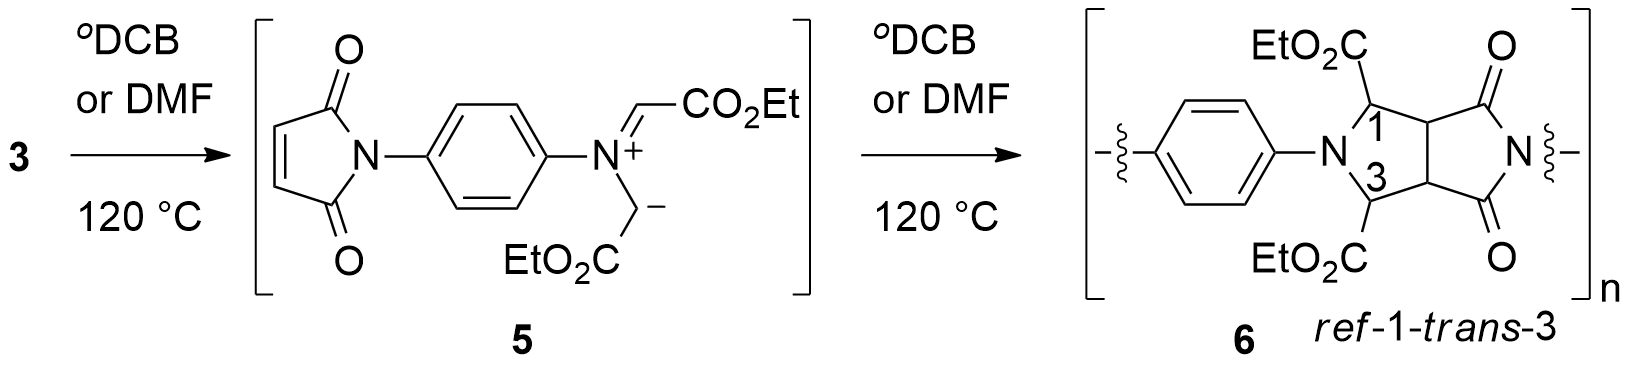 3
ᵒDCB
or DMF
120 °C
O
N
O
N⁺
CO₂Et
−
EtO₂C
5
ᵒDCB
or DMF
120 °C
EtO₂C
O
1
N
N
3
EtO₂C
O
n
6
ref-1-trans-3